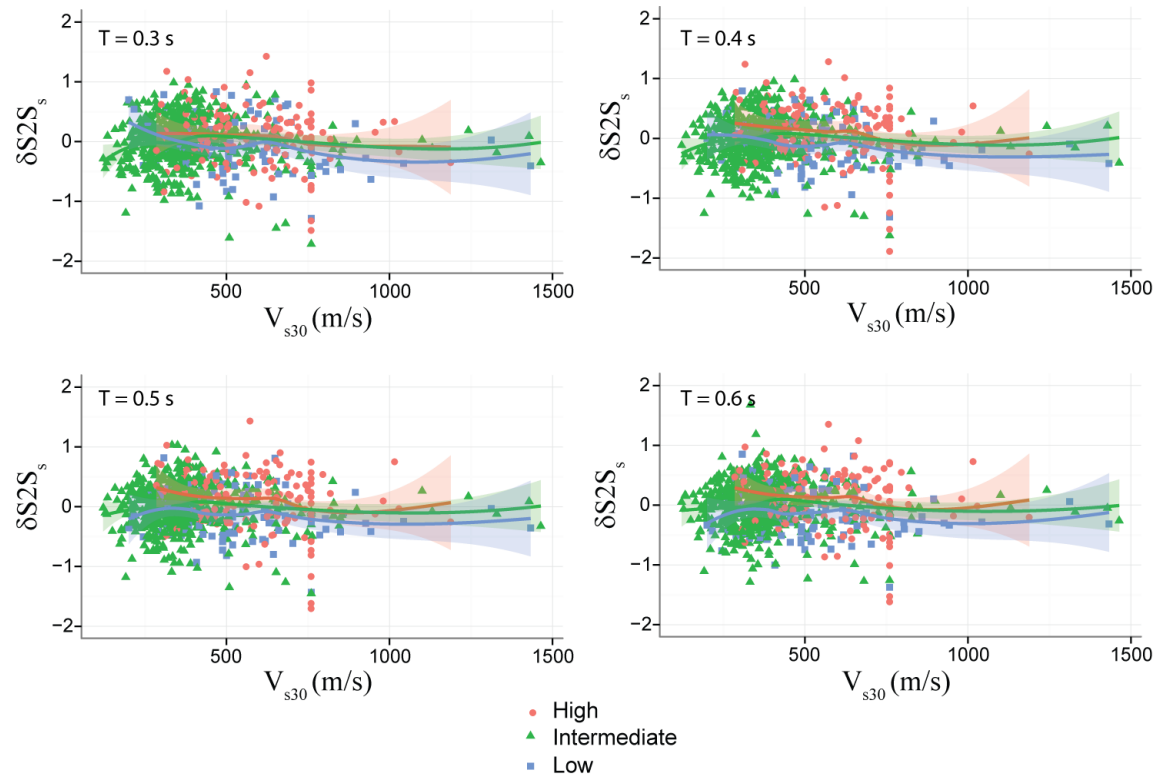 T = 0.3 s
2
1
0
−1
−2
δS2Ss
500
1000
1500
Vs30 (m/s)
T = 0.4 s
2
1
0
−1
−2
δS2Ss
500
1000
1500
Vs30 (m/s)
T = 0.5 s
2
1
0
−1
−2
δS2Ss
500
1000
1500
Vs30 (m/s)
T = 0.6 s
2
1
0
−1
−2
δS2Ss
500
1000
1500
Vs30 (m/s)
High
Intermediate
Low